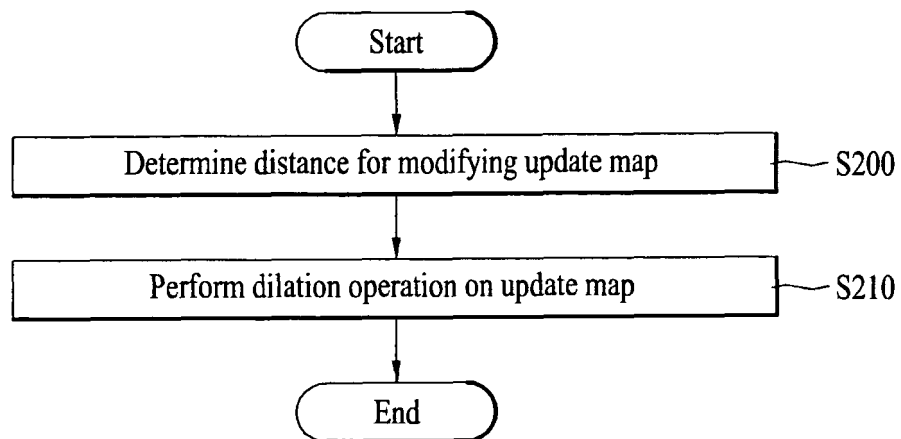 Start
Determine distance for modifying update map
S200
Perform dilation operation on update map
S210
End